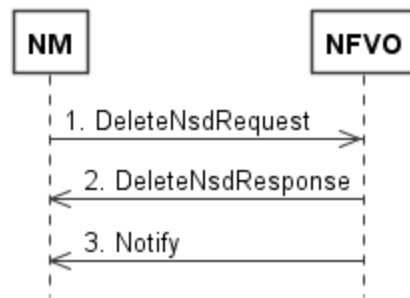 NM
NFVO
1. DeleteNsdRequest
2. DeleteNsdResponse
3. Notify